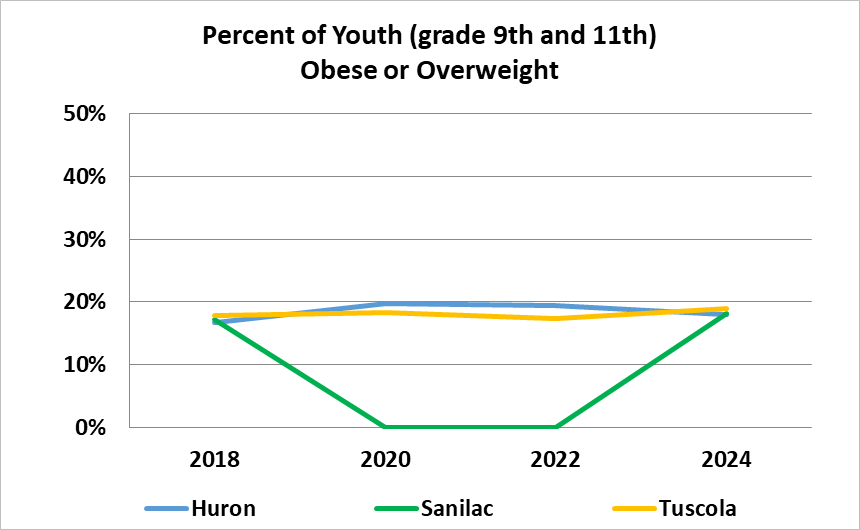 Percent of Youth (grade 9th and 11th)
Obese or Overweight
50%
40%
30%
20%
10%
0%
2018 2020 2022 2024
Huron Sanilac Tuscola